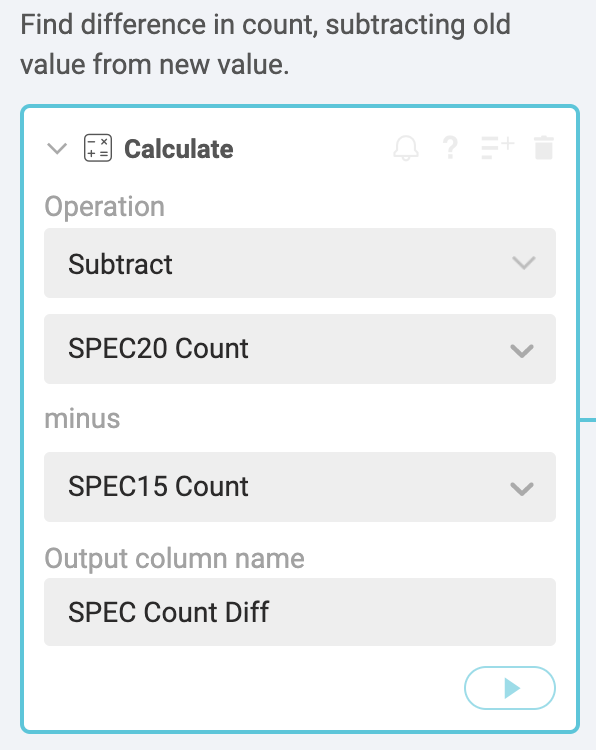 Find difference in count, subtracting old
value from new value.
Calculate
Operation
Subtract
SPEC20 Count
minus
SPEC15 Count
Output column name
SPEC Count Diff